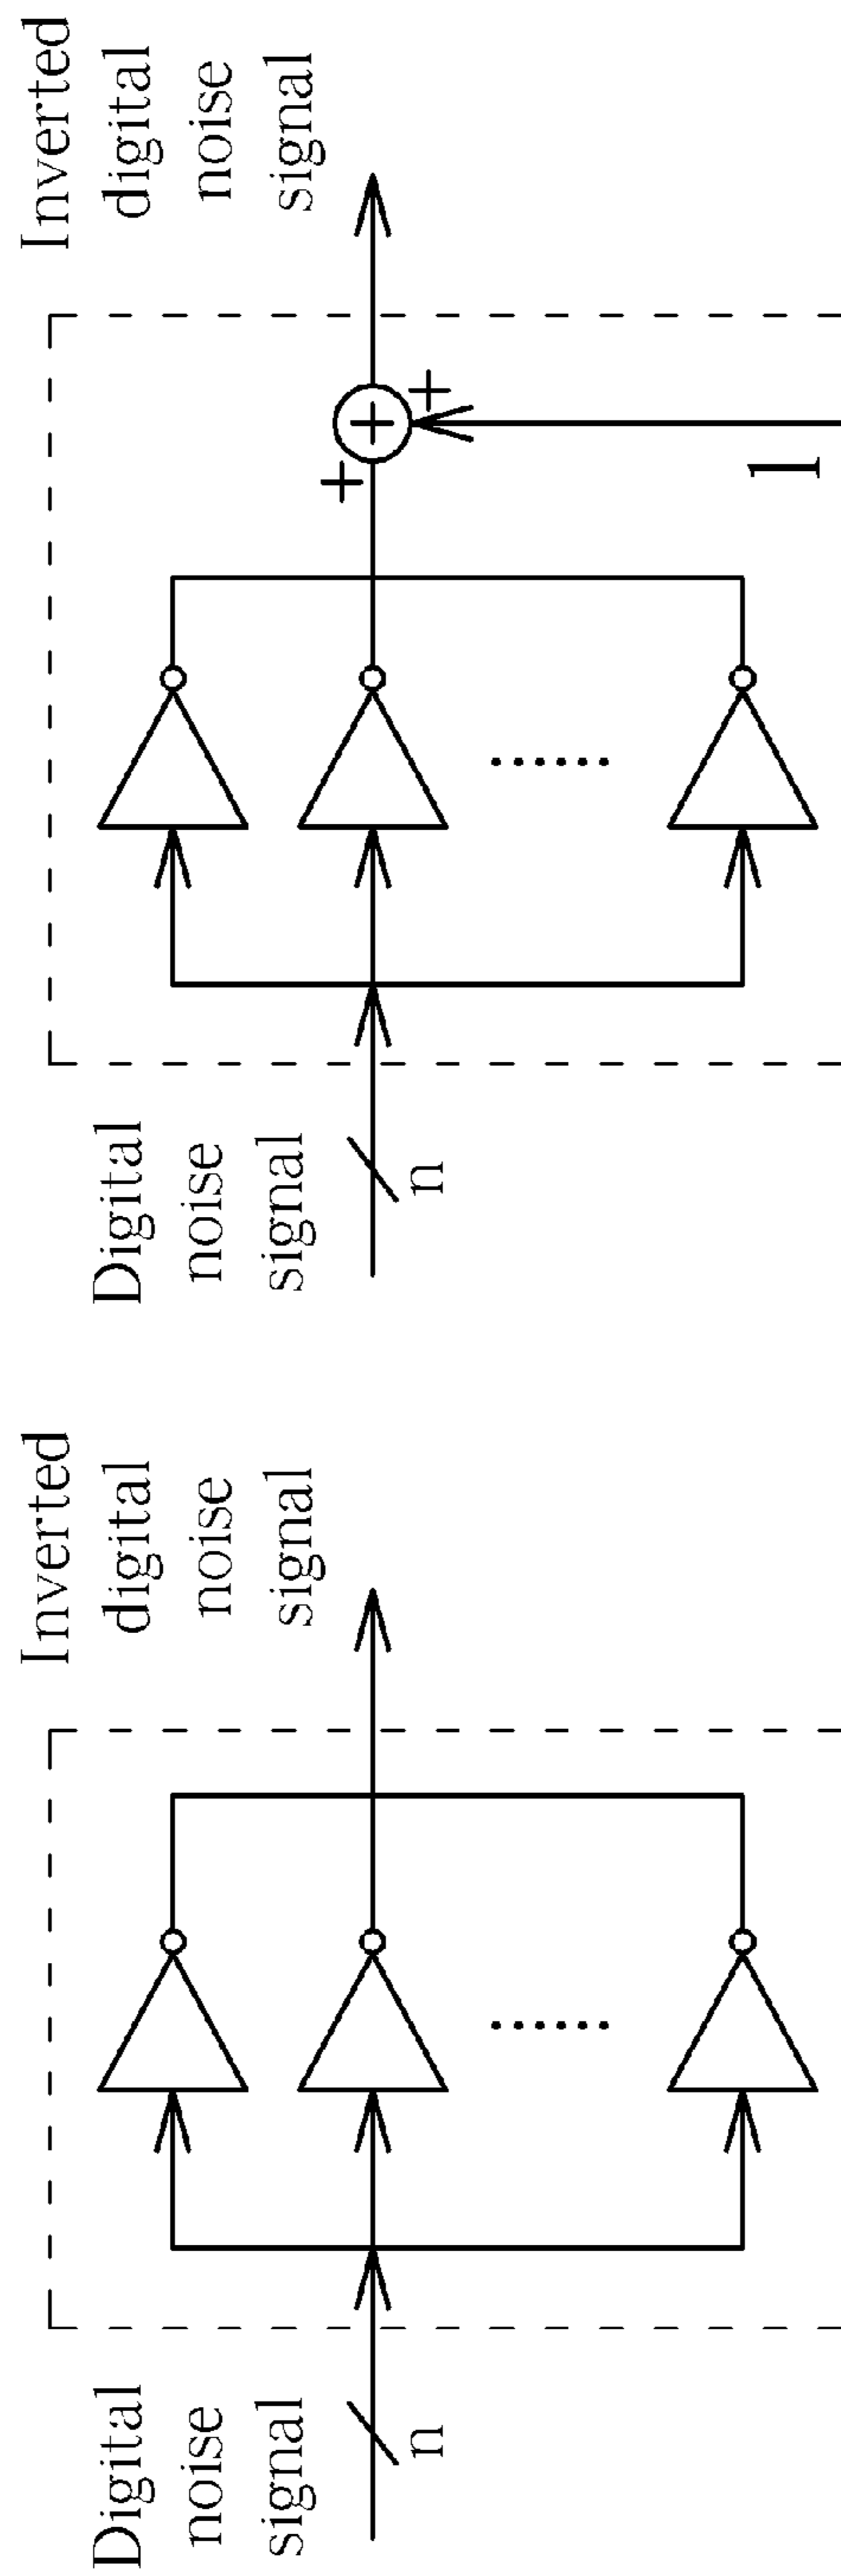 Digital
noise
signal
n
Inverted
digital
noise
signal
Digital
noise
signal
n
+
+
+
1
Inverted
digital
noise
signal